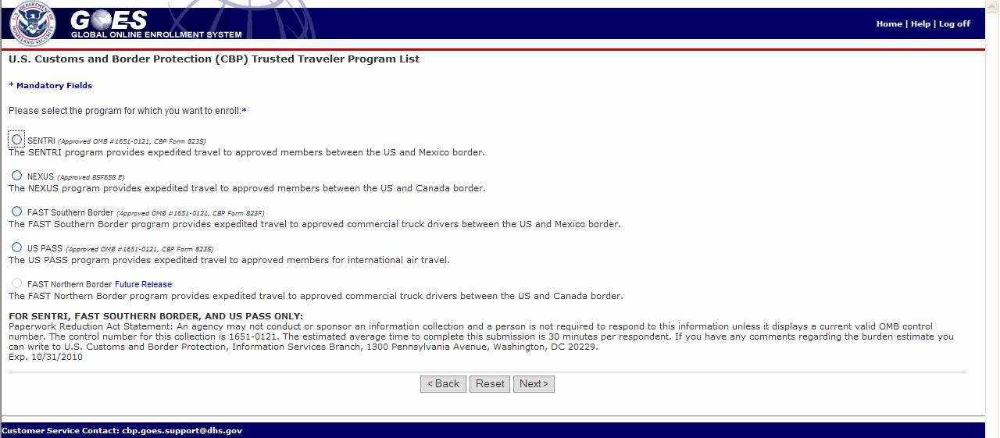 GOES
GLOBAL ONLINE ENROLLMENT SYSTEM
Home | Help | Log off
U.S. Customs and Border Protection (CBP) Trusted Traveler Program List
* Mandatory Fields
Please select the program for which you want to enroll:*
SENTRI (Approved OMB #1651-0121, CBP Form 823S)
The SENTRI program provides expedited travel to approved members between the US and Mexico border.
NEXUS (Approved BSF658 E)
The NEXUS program provides expedited travel to approved members between the US and Canada border.
FAST Southern Border (Approved OMB #1651-0121, CBP Form 823F)
The FAST Southern Border program provides expedited travel to approved commercial truck drivers between the US and Mexico border.
US PASS (Approved OMB #1651-0121, CBP Form 823S)
The US PASS program provides expedited travel to approved members for international air travel.
FAST Northern Border Future Release
The FAST Northern Border program provides expedited travel to approved commercial truck drivers between the US and Canada border.
FOR SENTRI, FAST SOUTHERN BORDER, AND US PASS ONLY:
Paperwork Reduction Act Statement: An agency may not conduct or sponsor an information collection and a person is not required to respond to this information unless it displays a current valid OMB control
number. The control number for this collection is 1651-0121. The estimated average time to complete this submission is 30 minutes per respondent. If you have any comments regarding the burden estimate you
can write to U.S. Customs and Border Protection, Information Services Branch, 1300 Pennsylvania Avenue, Washington, DC 20229.
Exp. 10/31/2010
< Back Reset Next >
Customer Service Contact: cbp.goes.support@dhs.gov